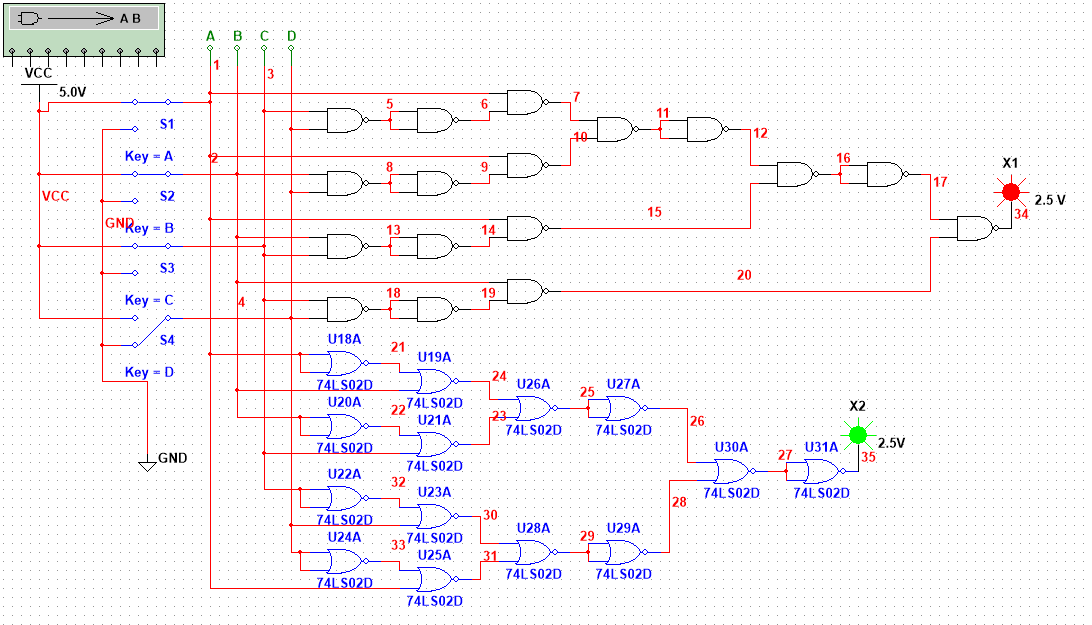 A B
A B C D
VCC
1
3
5.0V
7
5
6
11
S1
10
12
Key = A
2
X1
8
9
16
17
VCC
S2
2.5 V
15
34
GND
Key = B
13
14
S3
20
Key = C
4
18
19
S4
U18A
21
U19A
Key = D
24
U26A
25
U27A
74LS02D
U20A
22
74LS02D
U21A
23
26
X2
74LS02D
74LS02D
2.5V
74LS02D
U30A
27
U31A
35
GND
74LS02D
U22A
32
U23A
74LS02D
74LS02D
28
74LS02D
30
U28A
29
U29A
U24A
33
74LS02D
U25A
31
74LS02D
74LS02D
74LS02D
74LS02D